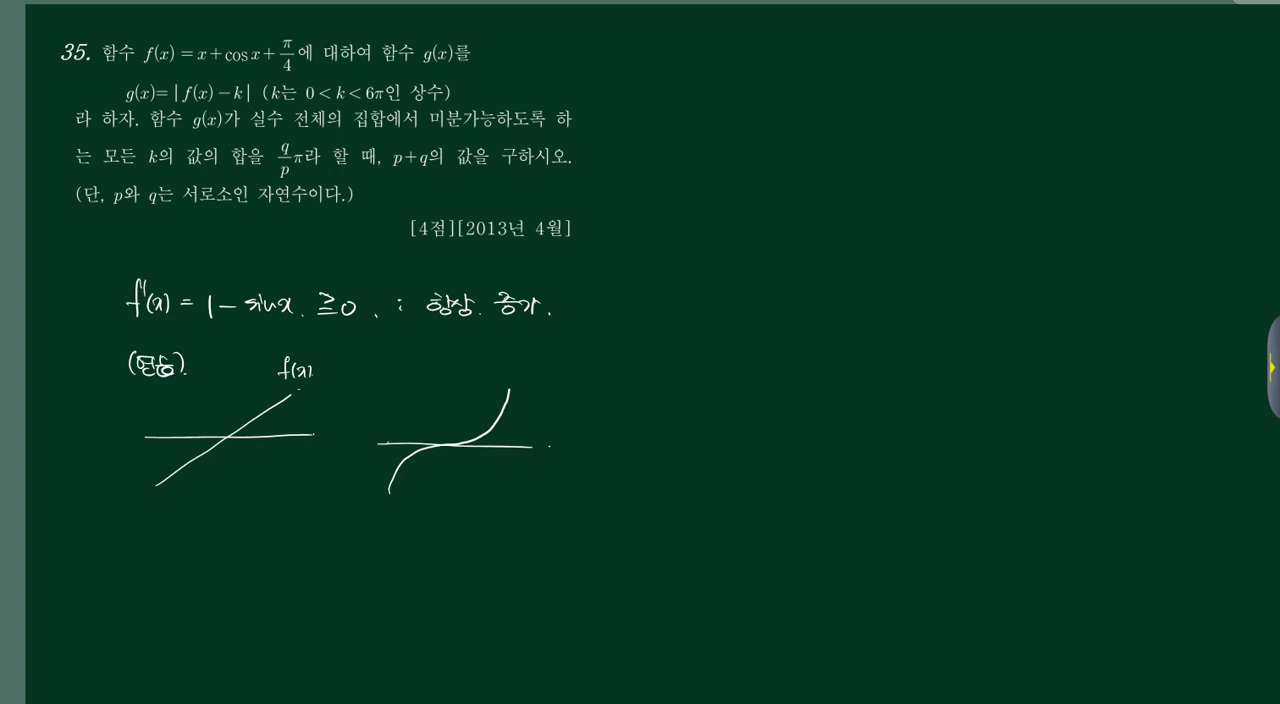 35. 함수 f(x) = x + cos x + π/4 에 대하여 함수 g(x)를
g(x) = | f(x) - k | (k는 0 < k < 6π인 상수)
라 하자. 함수 g(x)가 실수 전체의 집합에서 미분가능하도록 하
는 모든 k의 값의 합을 q/p π라 할 때, p+q의 값을 구하시오.
(단, p와 q는 서로소인 자연수이다.)
[4점][2013년 4월]
f'(x) = 1 - sin x ≥ 0 . : 항상 증가.
f(x)